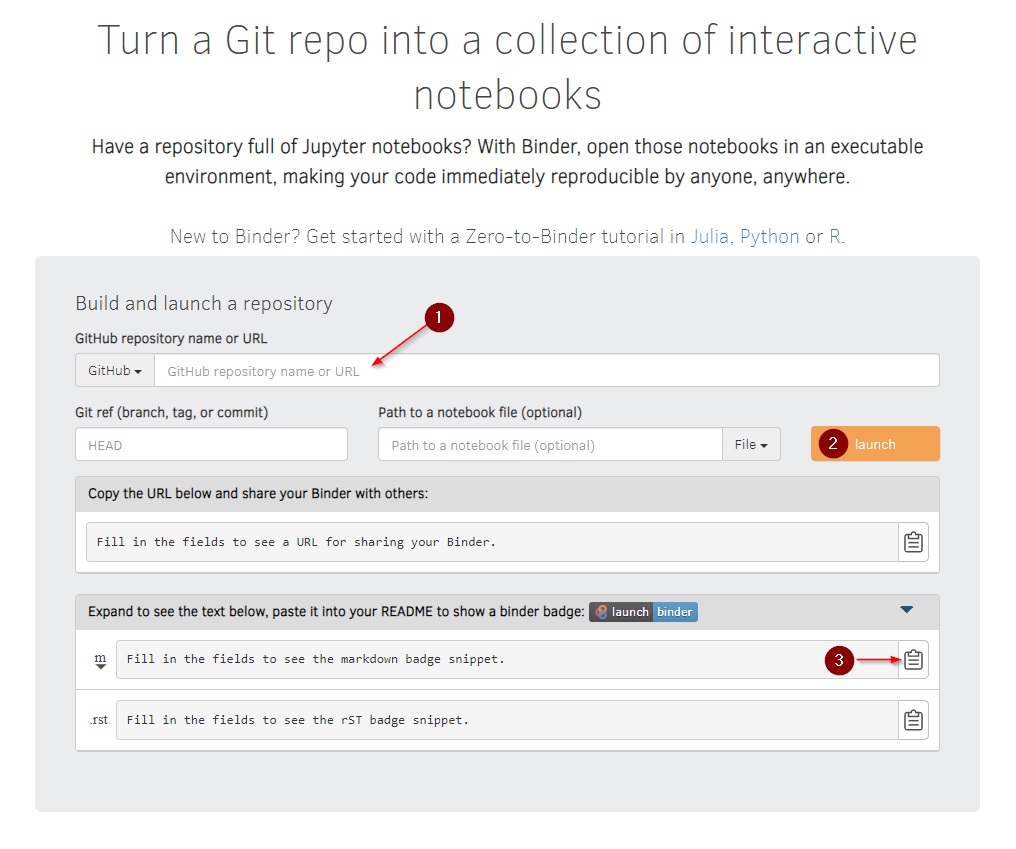 Turn a Git repo into a collection of interactive
notebooks
Have a repository full of Jupyter notebooks? With Binder, open those notebooks in an executable
environment, making your code immediately reproducible by anyone, anywhere.
New to Binder? Get started with a Zero-to-Binder tutorial in Julia, Python or R.
Build and launch a repository
1
GitHub repository name or URL
GitHub GitHub repository name or URL
Git ref (branch, tag, or commit) Path to a notebook file (optional)
HEAD Path to a notebook file (optional) File 2 launch
Copy the URL below and share your Binder with others:
Fill in the fields to see a URL for sharing your Binder.
Expand to see the text below, paste it into your README to show a binder badge: launch binder
m Fill in the fields to see the markdown badge snippet. 3
.rst Fill in the fields to see the rST badge snippet.